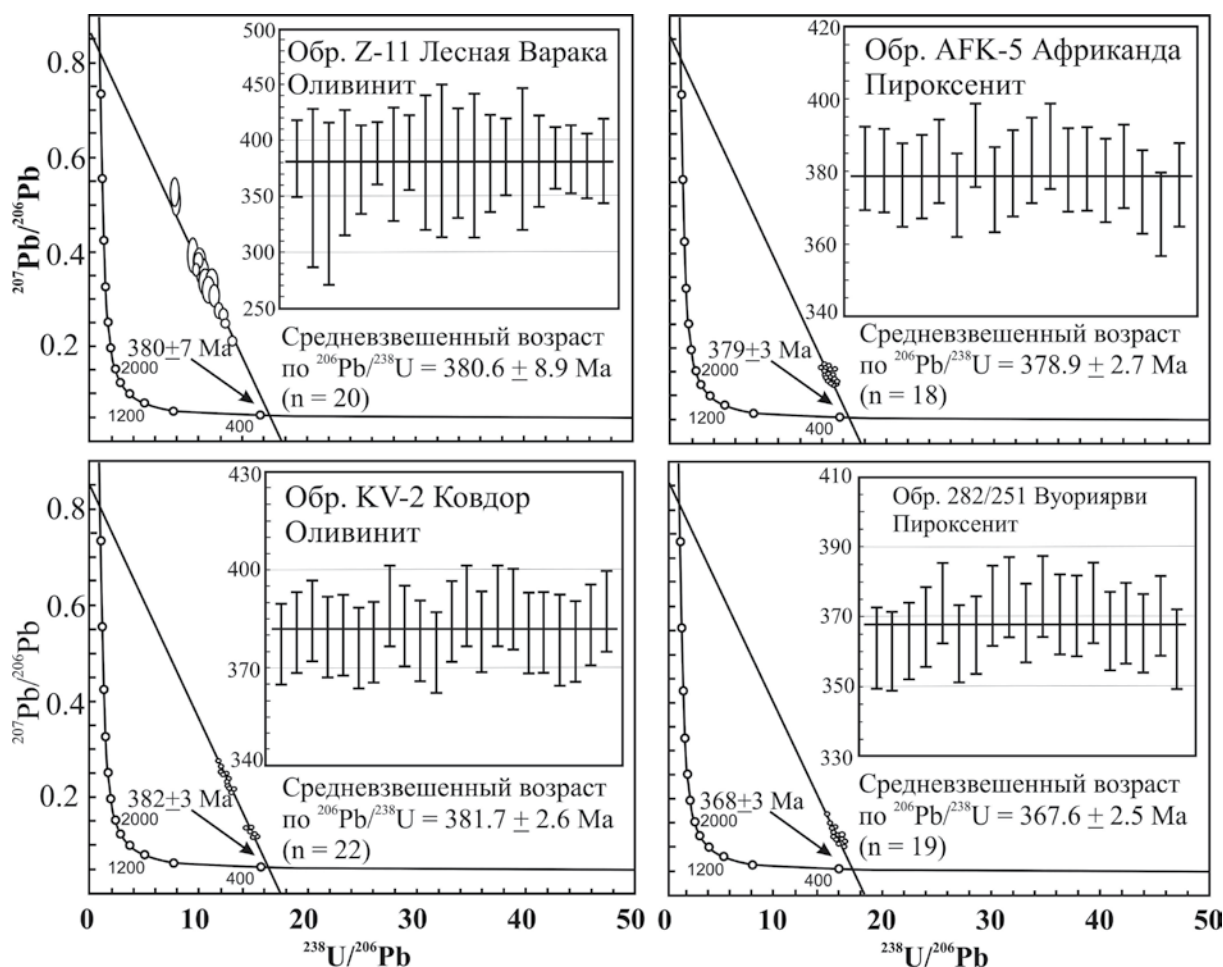 500
450
400
350
300
250
Обр. Z-11 Лесная Варака
Оливинит
0.8
0.6
0.4
0.2
²⁰⁷Pb/²⁰⁶Pb
380±7 Ma
2000
1200
400
Средневзвешенный возраст
по ²⁰⁶Pb/²³⁸U = 380.6 ± 8.9 Ma
(n = 20)
420
400
380
360
340
Обр. AFK-5 Африканда
Пироксенит
379±3 Ma
2000
1200
400
Средневзвешенный возраст
по ²⁰⁶Pb/²³⁸U = 378.9 ± 2.7 Ma
(n = 18)
430
400
370
340
Обр. KV-2 Ковдор
Оливинит
0.8
0.6
0.4
0.2
²⁰⁷Pb/²⁰⁶Pb
382±3 Ma
2000
1200
400
Средневзвешенный возраст
по ²⁰⁶Pb/²³⁸U = 381.7 ± 2.6 Ma
(n = 22)
0 10 20 30 40 50
²³⁸U/²⁰⁶Pb
410
390
370
350
330
Обр. 282/251 Вуориярви
Пироксенит
368±3 Ma
2000
1200
400
Средневзвешенный возраст
по ²⁰⁶Pb/²³⁸U = 367.6 ± 2.5 Ma
(n = 19)
0 10 20 30 40 50
²³⁸U/²⁰⁶Pb